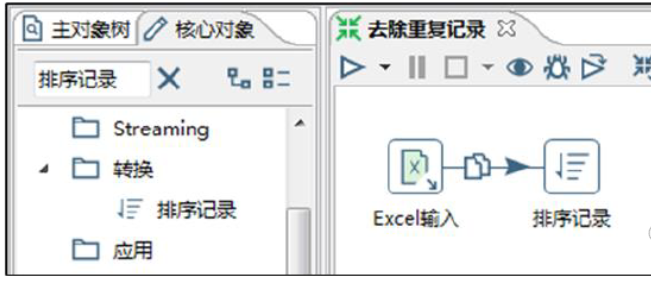 主对象树 核心对象
排序记录
Streaming
转换
排序记录
应用
去除重复记录
Excel输入 排序记录